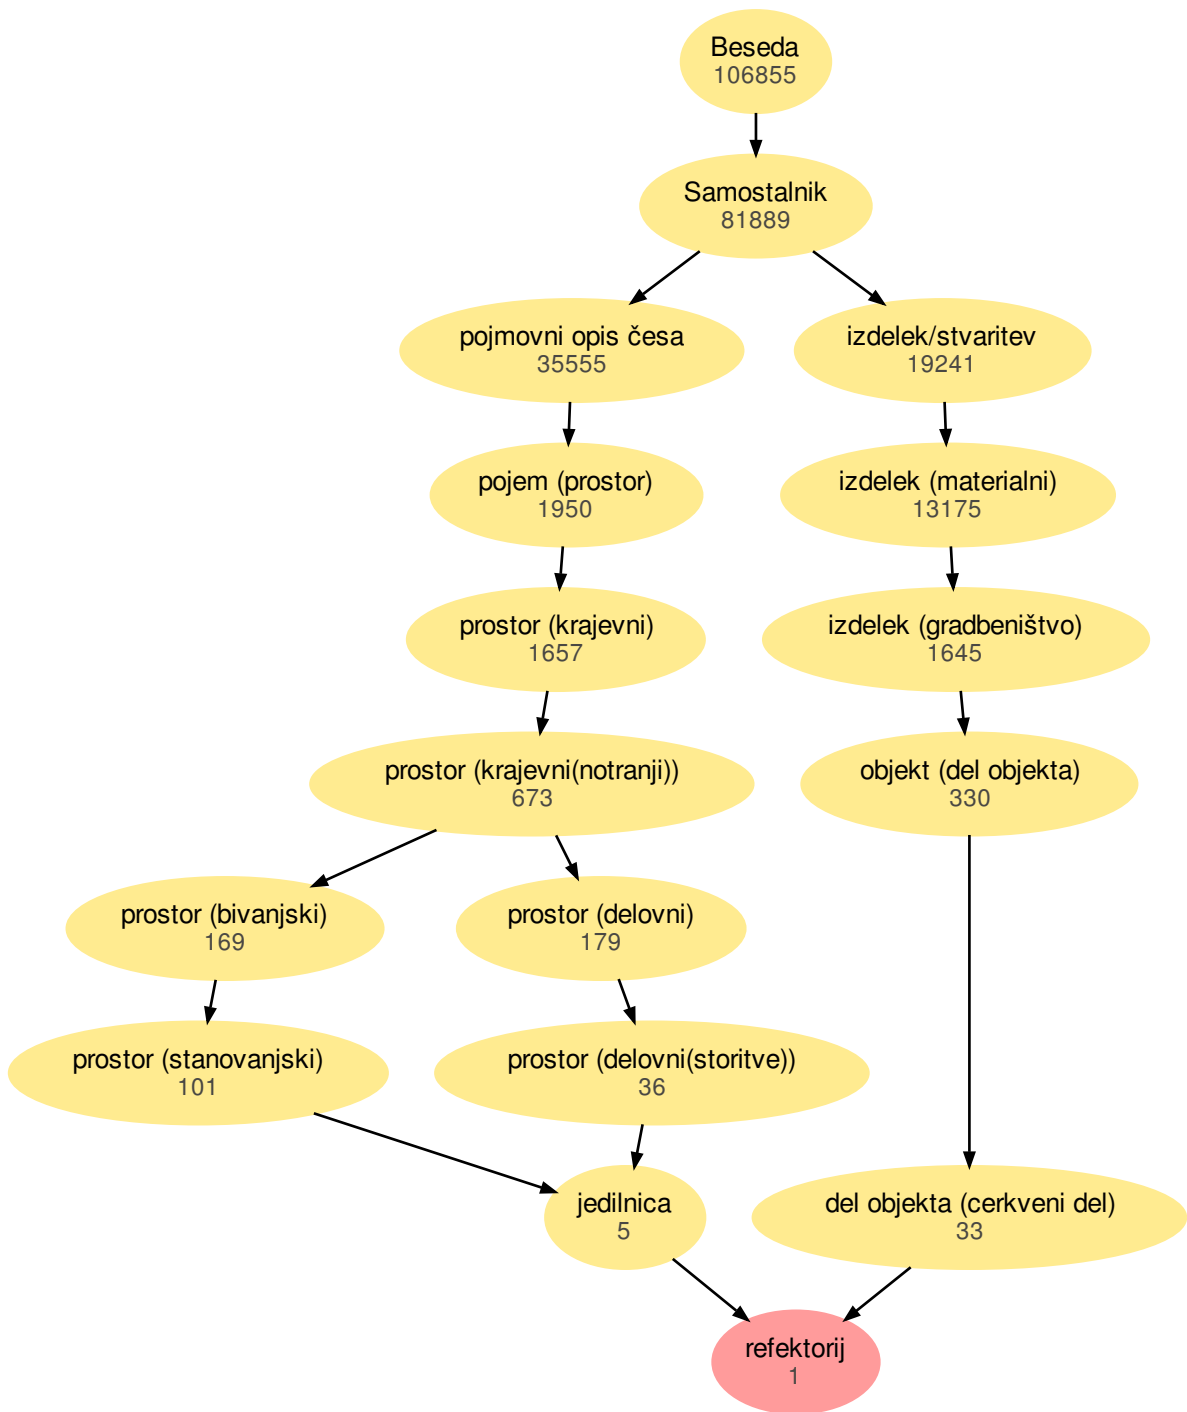 Beseda
106855
Samostalnik
81889
pojmovni opis česa
35555
izdelek/stvaritev
19241
pojem (prostor)
1950
izdelek (materialni)
13175
prostor (krajevni)
1657
izdelek (gradbeništvo)
1645
prostor (krajevni(notranji))
673
objekt (del objekta)
330
prostor (bivanjski)
169
prostor (delovni)
179
prostor (stanovanjski)
101
prostor (delovni(storitve))
36
jedilnica
5
del objekta (cerkveni del)
33
refektorij
1